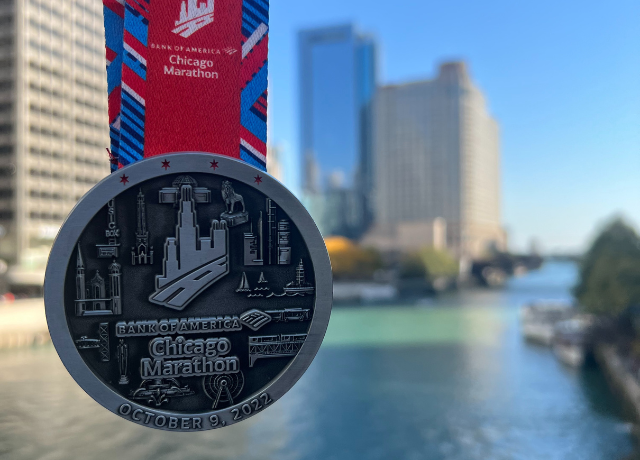 BANK OF AMERICA
Chicago
Marathon
BANK OF AMERICA
Chicago
Marathon
OCTOBER 9, 2022